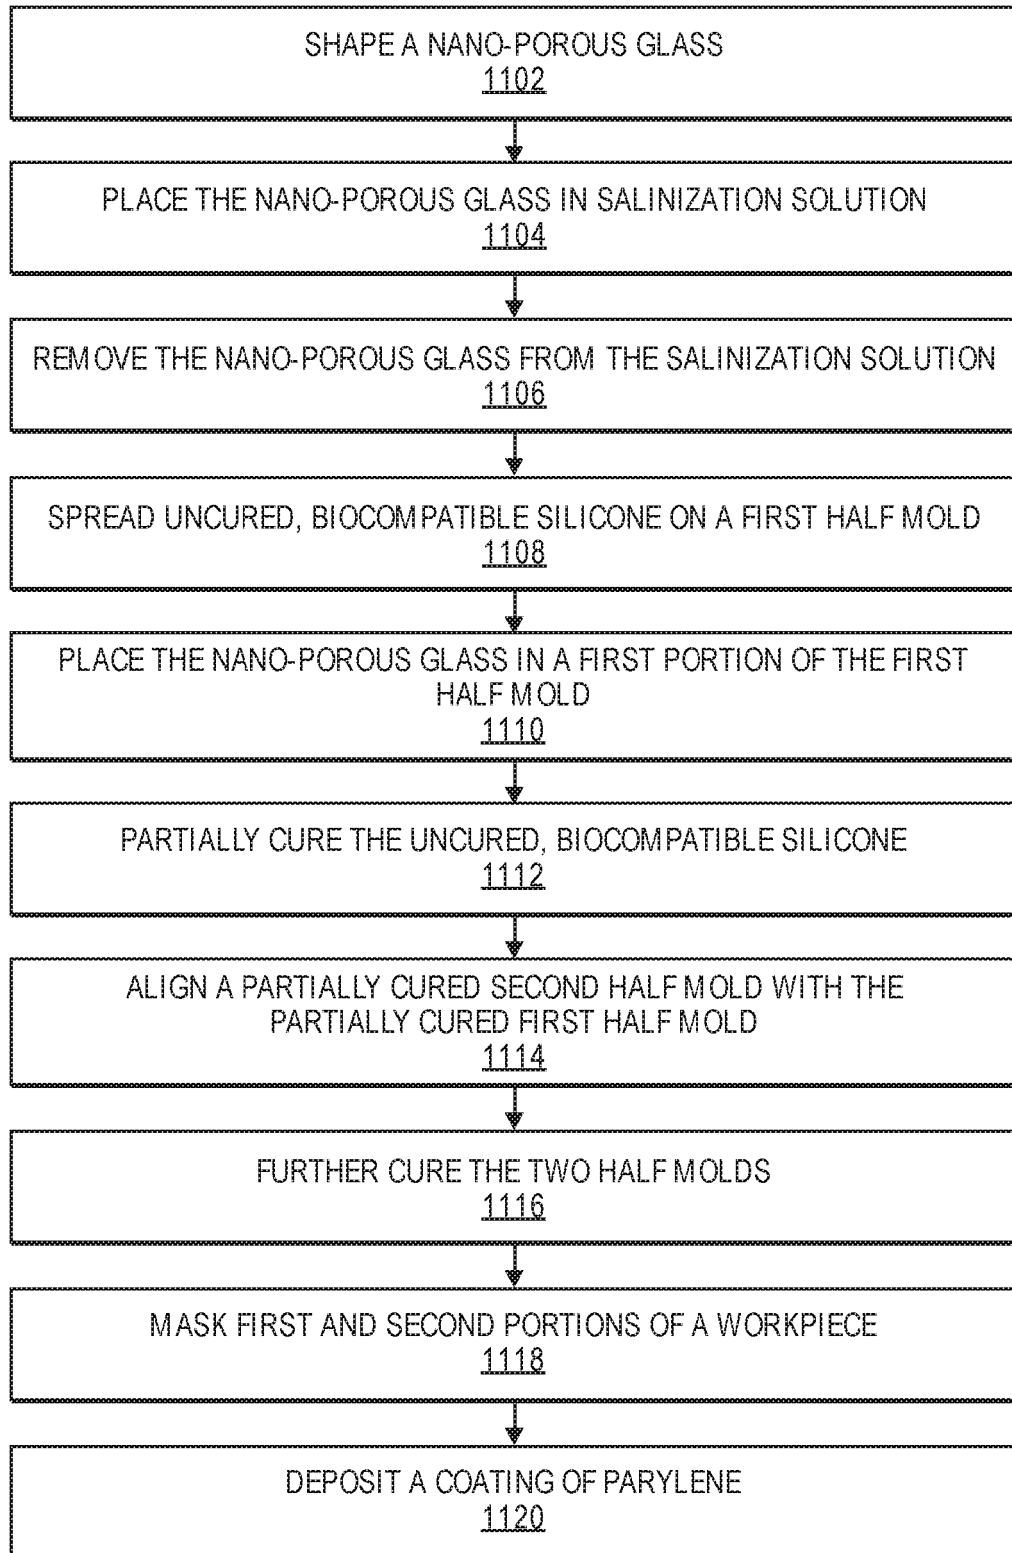 SHAPE A NANO-POROUS GLASS
1102
PLACE THE NANO-POROUS GLASS IN SALINIZATION SOLUTION
1104
REMOVE THE NANO-POROUS GLASS FROM THE SALINIZATION SOLUTION
1106
SPREAD UNCURED, BIOCOMPATIBLE SILICONE ON A FIRST HALF MOLD
1108
PLACE THE NANO-POROUS GLASS IN A FIRST PORTION OF THE FIRST
HALF MOLD
1110
PARTIALLY CURE THE UNCURED, BIOCOMPATIBLE SILICONE
1112
ALIGN A PARTIALLY CURED SECOND HALF MOLD WITH THE
PARTIALLY CURED FIRST HALF MOLD
1114
FURTHER CURE THE TWO HALF MOLDS
1116
MASK FIRST AND SECOND PORTIONS OF A WORKPIECE
1118
DEPOSIT A COATING OF PARYLENE
1120